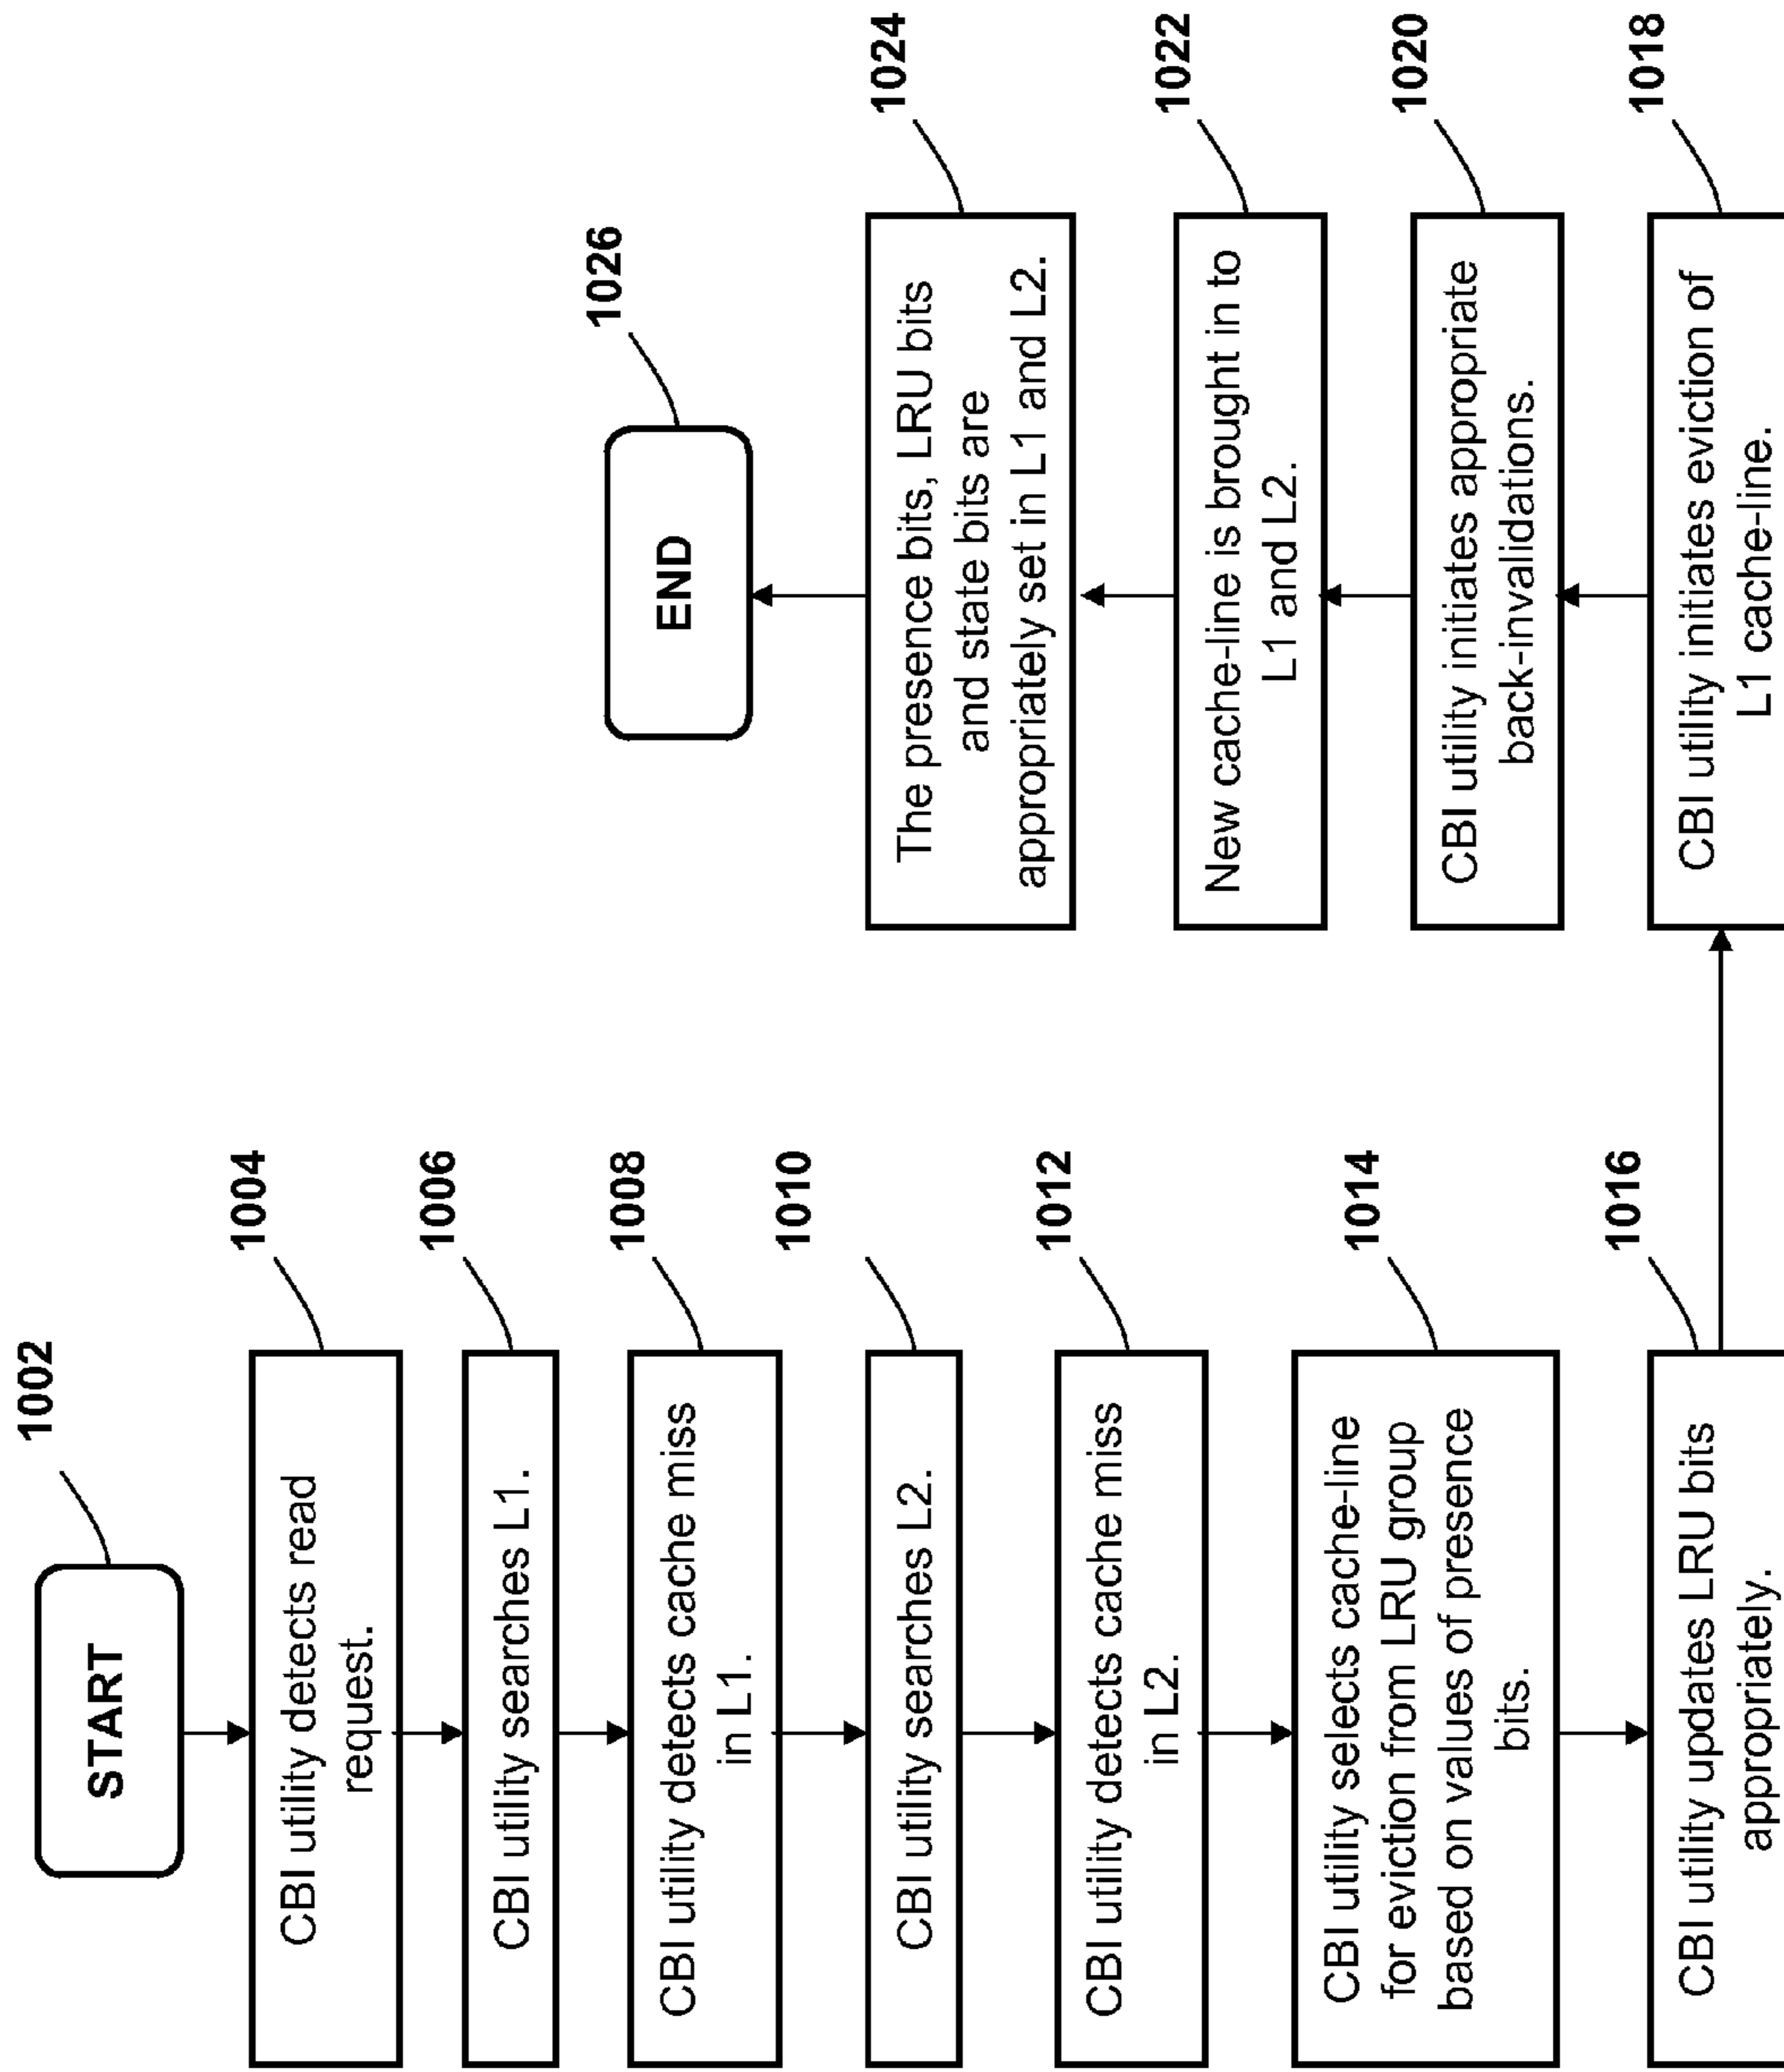 1002
START
1004
CBI utility detects read
request.
1006
CBI utility searches L1.
1008
CBI utility detects cache miss
in L1.
1010
CBI utility searches L2.
1012
CBI utility detects cache miss
in L2.
1014
CBI utility selects cache-line
for eviction from LRU group
based on values of presence
bits.
1016
CBI utility updates LRU bits
appropriately.
1018
CBI utility initiates eviction of
L1 cache-line.
1020
CBI utility initiates appropriate
back-invalidations.
1022
New cache-line is brought in to
L1 and L2.
1024
The presence bits, LRU bits
and state bits are
appropriately set in L1 and L2.
1026
END